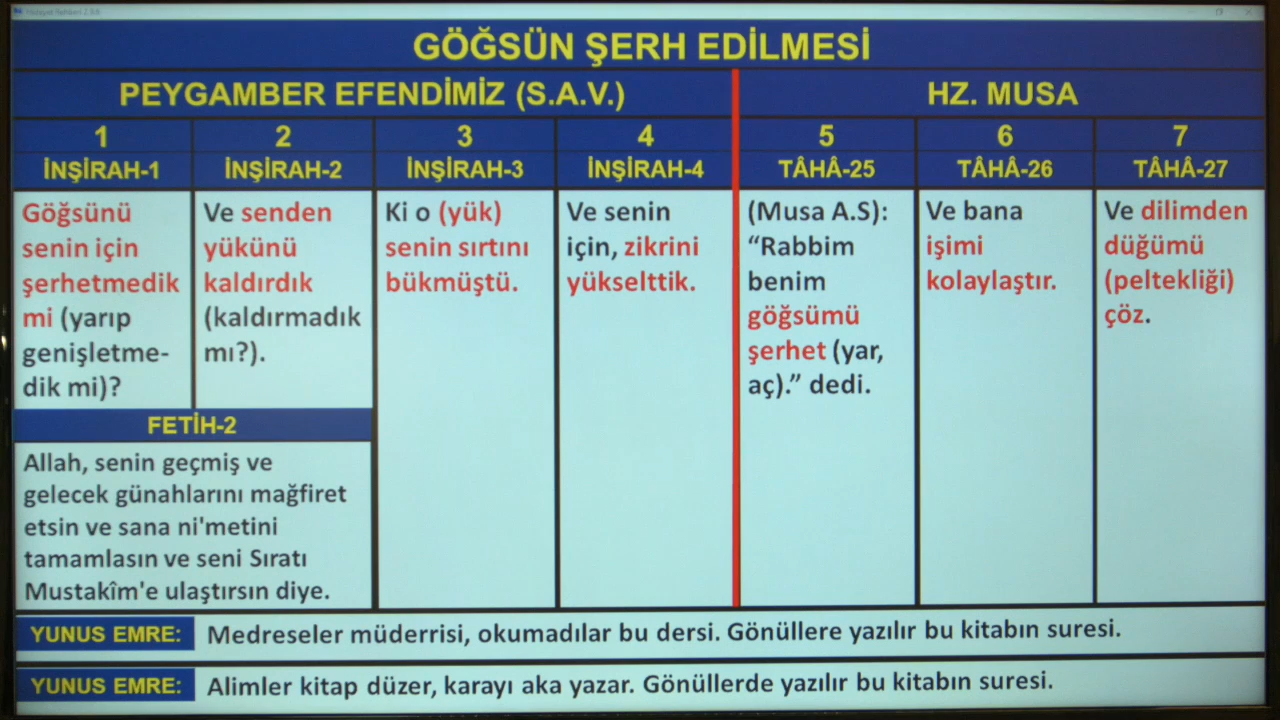 Hidayet Rehberi 2.9.6
GÖĞSÜN ŞERH EDİLMESİ
PEYGAMBER EFENDİMİZ (S.A.V.)
HZ. MUSA
1
2
3
4
5
6
7
İNŞİRAH-1
İNŞİRAH-2
İNŞİRAH-3
İNŞİRAH-4
TÂHÂ-25
TÂHÂ-26
TÂHÂ-27
Göğsünü
senin için
şerhetmedik
mi (yarıp
genişletme-
dik mi)?
Ve senden
yükünü
kaldırdık
(kaldırmadık
mı?).
Ki o (yük)
senin sırtını
bükmüştü.
Ve senin
için, zikrini
yükselttik.
(Musa A.S):
“Rabbim
benim
göğsümü
şerhet (yar,
aç).” dedi.
Ve bana
işimi
kolaylaştır.
Ve dilimden
düğümü
(peltekliği)
çöz.
FETİH-2
Allah, senin geçmiş ve
gelecek günahlarını mağfiret
etsin ve sana ni'metini
tamamlasın ve seni Sıratı
Mustakîm'e ulaştırsın diye.
YUNUS EMRE: Medreseler müderrisi, okumadılar bu dersi. Gönüllere yazılır bu kitabın suresi.
YUNUS EMRE: Alimler kitap düzer, karayı aka yazar. Gönüllerde yazılır bu kitabın suresi.